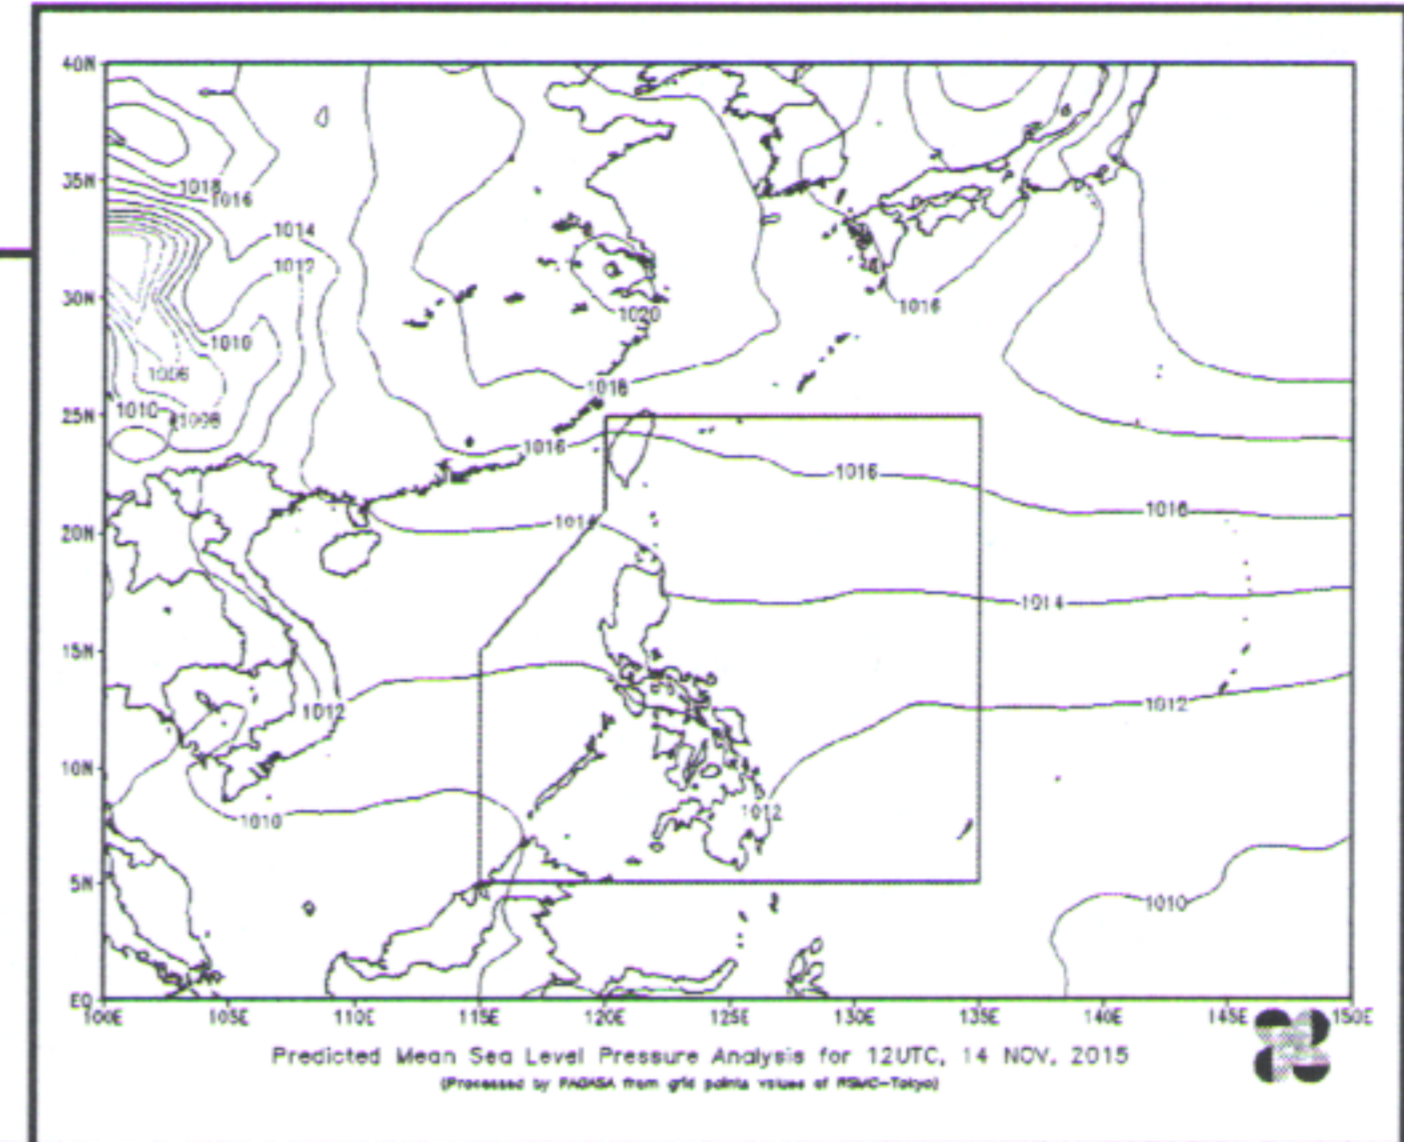 40N
1018
1016
35N
1014
1012
30N
1016
1020
1010
1006
1018
1010
1008
25N
1016
1016
1016
1014
20N
1014
15N
1012
1012
10N
1012
1010
5N
1010
EQ
100E 105E 110E 115E 120E 125E 130E 135E 140E 145E 150E
Predicted Mean Sea Level Pressure Analysis for 12UTC, 14 NOV, 2015
(Processed by PAGASA from grid points values of RSMC-Tokyo)